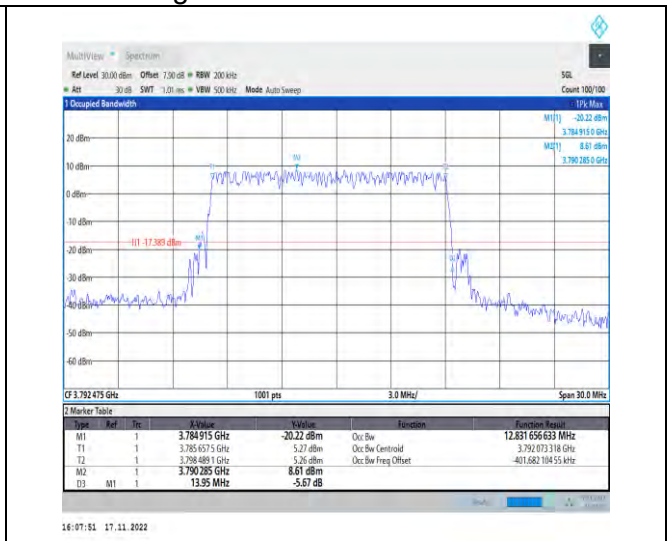 MultiView Spectrum
Ref Level 30.00 dBm Offset 7.90 dB RBW 200 kHz SGL
Att 30 dB SWT 1.01 ms VBW 500 kHz Mode Auto Sweep Count 100/100
1 Occupied Bandwidth 1Pk Max
M1[1] -20.22 dBm
3.784 915 0 GHz
M2[1] 8.61 dBm
3.790 285 0 GHz
20 dBm
10 dBm
0 dBm
-10 dBm
H1 -17.389 dBm
-20 dBm
-30 dBm
-40 dBm
-50 dBm
-60 dBm
CF 3.792 475 GHz 1001 pts 3.0 MHz/ Span 30.0 MHz
2 Marker Table
Type Ref Trc X-Value Y-Value Function Function Result
M1 1 3.784 915 GHz -20.22 dBm Occ Bw 12.831 656 633 MHz
T1 1 3.785 657 5 GHz 5.27 dBm Occ Bw Centroid 3.792 073 318 GHz
T2 1 3.798 489 1 GHz 5.26 dBm Occ Bw Freq Offset -401.682 104 55 kHz
M2 1 3.790 285 GHz 8.61 dBm
D3 M1 1 13.95 MHz -5.67 dB
16:07:51 17.11.2022